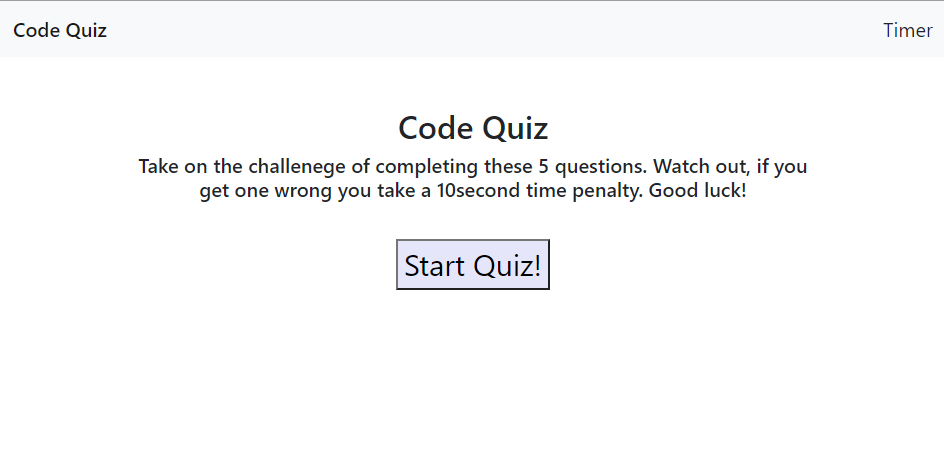 Code Quiz
Timer
Code Quiz
Take on the challenege of completing these 5 questions. Watch out, if you
get one wrong you take a 10second time penalty. Good luck!
Start Quiz!